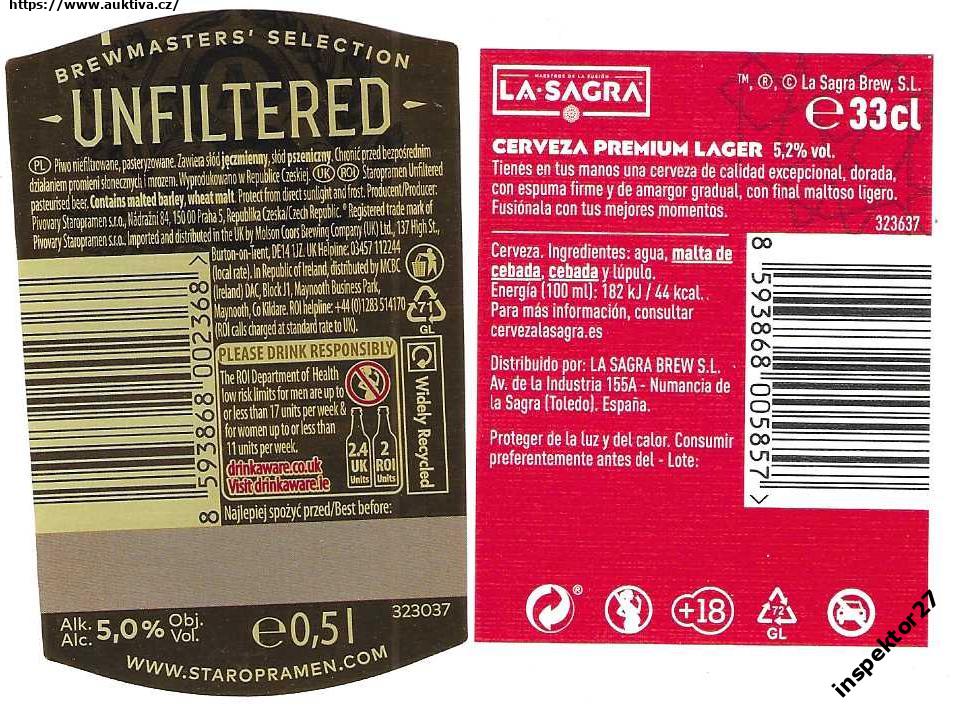 https://www.auktiva.cz/
BREWMASTERS' SELECTION
UNFILTERED
PL Piwo niefiltrowane, pasteryzowane. Zawiera słód jęczmienny, słód pszeniczny. Chronić przed bezpośrednim
działaniem promieni słonecznych i mrozem. Wyprodukowano w Republice Czeskiej. UK ROI Staropramen Unfiltered
pasteurised beer. Contains malted barley, wheat malt. Protect from direct sunlight and frost. Producent/Producer:
Pivovary Staropramen s.r.o., Nádražní 84, 150 00 Praha 5, Republika Czeska/Czech Republic. ® Registered trade mark of
Pivovary Staropramen s.r.o. Imported and distributed in the UK by Molson Coors Brewing Company (UK) Ltd., 137 High St.,
Burton-on-Trent, DE14 1JZ. UK Helpline: 03457 112244
(local rate). In Republic of Ireland, distributed by MCBC
(Ireland) DAC, Block J1, Maynooth Business Park,
Maynooth, Co Kildare. ROI helpline: +44 (0)1283 514170
(ROI calls charged at standard rate to UK).
71
GL
PLEASE DRINK RESPONSIBLY
The ROI Department of Health
low risk limits for men are up to
or less than 17 units per week &
for women up to or less than
11 units per week.
drinkaware.co.uk
Visit drinkaware.ie
2.4
UK
Units
2
ROI
Units
Widely Recycled
8 593868 002368 >
Najlepiej spożyć przed/Best before:
Alk. 5,0% Obj.
Alc. Vol.
e 0,5 l
323037
WWW.STAROPRAMEN.COM
MAESTROS DE LA FUSIÓN
LA·SAGRA
™, ®, © La Sagra Brew, S.L.
e 33cl
CERVEZA PREMIUM LAGER 5,2% vol.
Tienes en tus manos una cerveza de calidad excepcional, dorada,
con espuma firme y de amargor gradual, con final maltoso ligero.
Fusiónala con tus mejores momentos.
323637
Cerveza. Ingredientes: agua, malta de
cebada, cebada y lúpulo.
Energía (100 ml): 182 kJ / 44 kcal.
Para más información, consultar
cervezalasagra.es
Distribuido por: LA SAGRA BREW S.L.
Av. de la Industria 155A - Numancia de
la Sagra (Toledo). España.
Proteger de la luz y del calor. Consumir
preferentemente antes del - Lote:
8 593868 005857 >
®
+18
72
GL
inspektor27